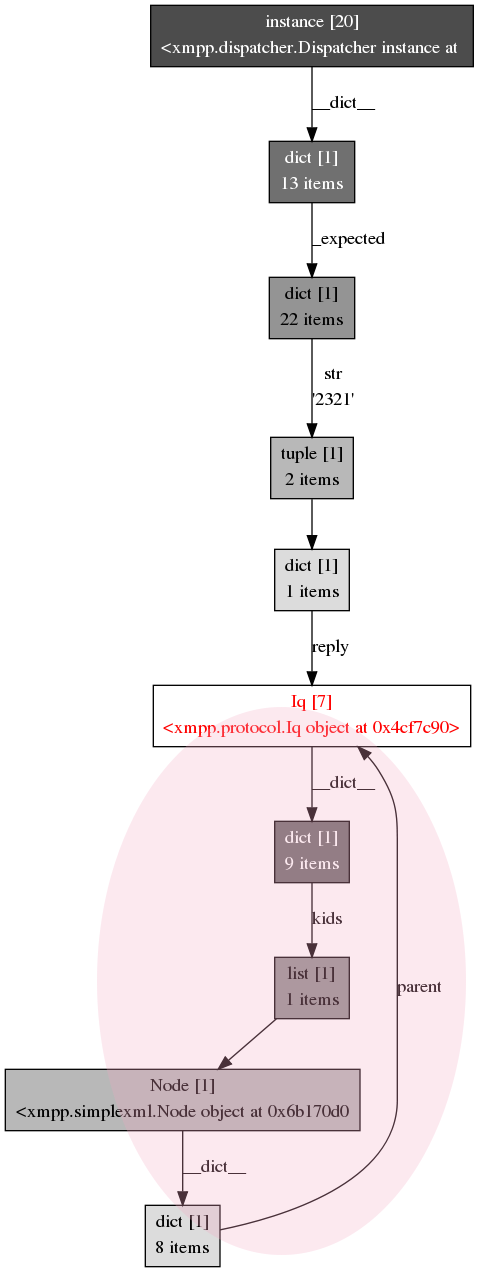 instance [20]
<xmpp.dispatcher.Dispatcher instance at
__dict__
dict [1]
13 items
_expected
dict [1]
22 items
str
'2321'
tuple [1]
2 items
dict [1]
1 items
reply
Iq [7]
<xmpp.protocol.Iq object at 0x4cf7c90>
__dict__
dict [1]
9 items
kids
list [1]
1 items
parent
Node [1]
<xmpp.simplexml.Node object at 0x6b170d0
__dict__
dict [1]
8 items